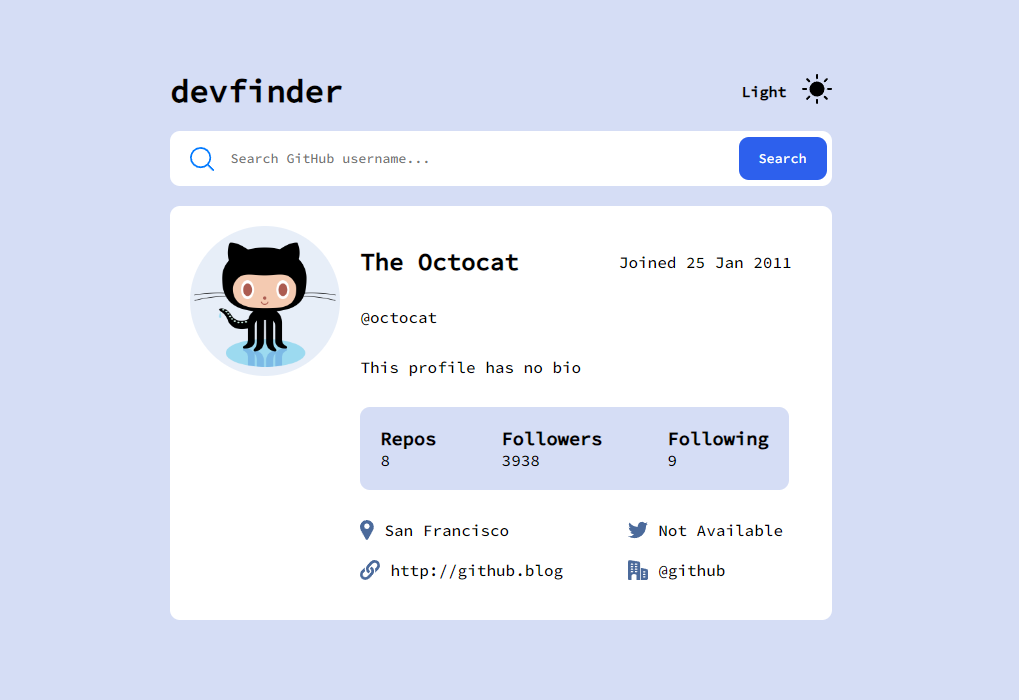 devfinder
Light
Search GitHub username...
Search
The Octocat
Joined 25 Jan 2011
@octocat
This profile has no bio
Repos Followers Following
8 3938 9
San Francisco Not Available
http://github.blog @github